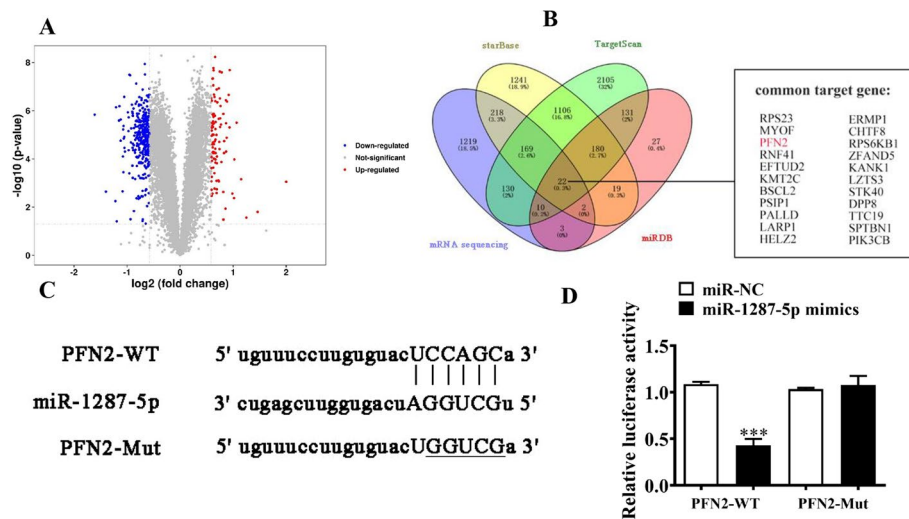 A
8
6
4
2
0
-log10 (p-value)
-2
-1
0
1
2
log2 (fold change)
Down-regulated
Not-significant
Up-regulated
B
starBase
TargetScan
1241
(18.9%)
2105
(32%)
218
(3.3%)
1106
(16.8%)
131
(2%)
1219
169
(2.6%)
180
(2.7%)
27
(0.4%)
22
(0.3%)
130
(2%)
19
(0.3%)
10
(0.2%)
2
(0%)
3
(0%)
mRNA sequencing
miRDB
common target gene:
RPS23 ERMP1
MYOF CHTF8
PFN2 RPS6KB1
RNF41 ZFAND5
EFTUD2 KANK1
KMT2C LZTS3
BSCL2 STK40
PSIP1 DPP8
PALLD TTC19
LARP1 SPTBN1
HELZ2 PIK3CB
C
PFN2-WT 5' uguuuccuuguguacUCCAGCa 3'
miR-1287-5p 3' cugagcuuggugacuAGGUCGu 5'
PFN2-Mut 5' uguuuccuuguguacUGGUCGa 3'
D
miR-NC
miR-1287-5p mimics
Relative luciferase activity
1.5
1.0
0.5
0.0
***
PFN2-WT
PFN2-Mut